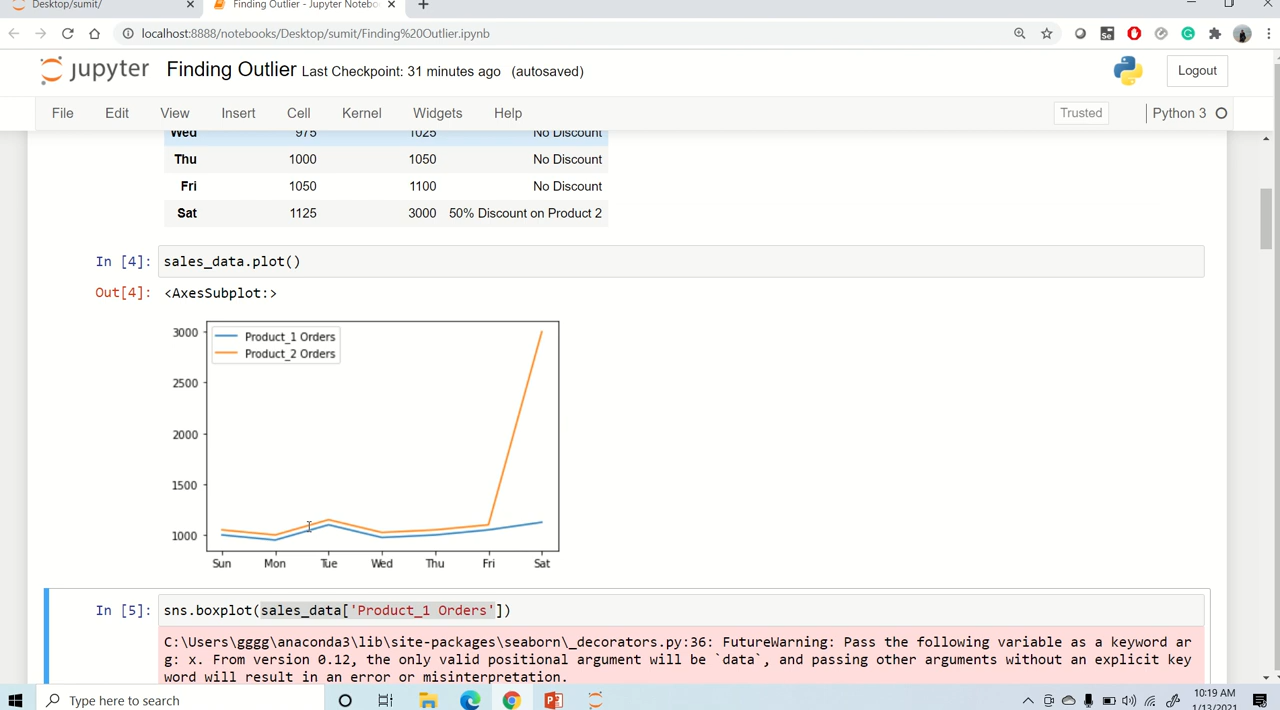 Desktop/sumit/
Finding Outlier - Jupyter Notebo
localhost:8888/notebooks/Desktop/sumit/Finding%20Outlier.ipynb
jupyter Finding Outlier Last Checkpoint: 31 minutes ago (autosaved)
Logout
File Edit View Insert Cell Kernel Widgets Help Trusted Python 3
Wed 975 1025 No Discount
Thu 1000 1050 No Discount
Fri 1050 1100 No Discount
Sat 1125 3000 50% Discount on Product 2
In [4]: sales_data.plot()
Out[4]: <AxesSubplot:>
Product_1 Orders
Product_2 Orders
3000
2500
2000
1500
1000
Sun Mon Tue Wed Thu Fri Sat
In [5]: sns.boxplot(sales_data['Product_1 Orders'])
C:\Users\gggg\anaconda3\lib\site-packages\seaborn\_decorators.py:36: FutureWarning: Pass the following variable as a keyword ar
g: x. From version 0.12, the only valid positional argument will be `data`, and passing other arguments without an explicit key
word will result in an error or misinterpretation.
Type here to search
10:19 AM
1/13/2021